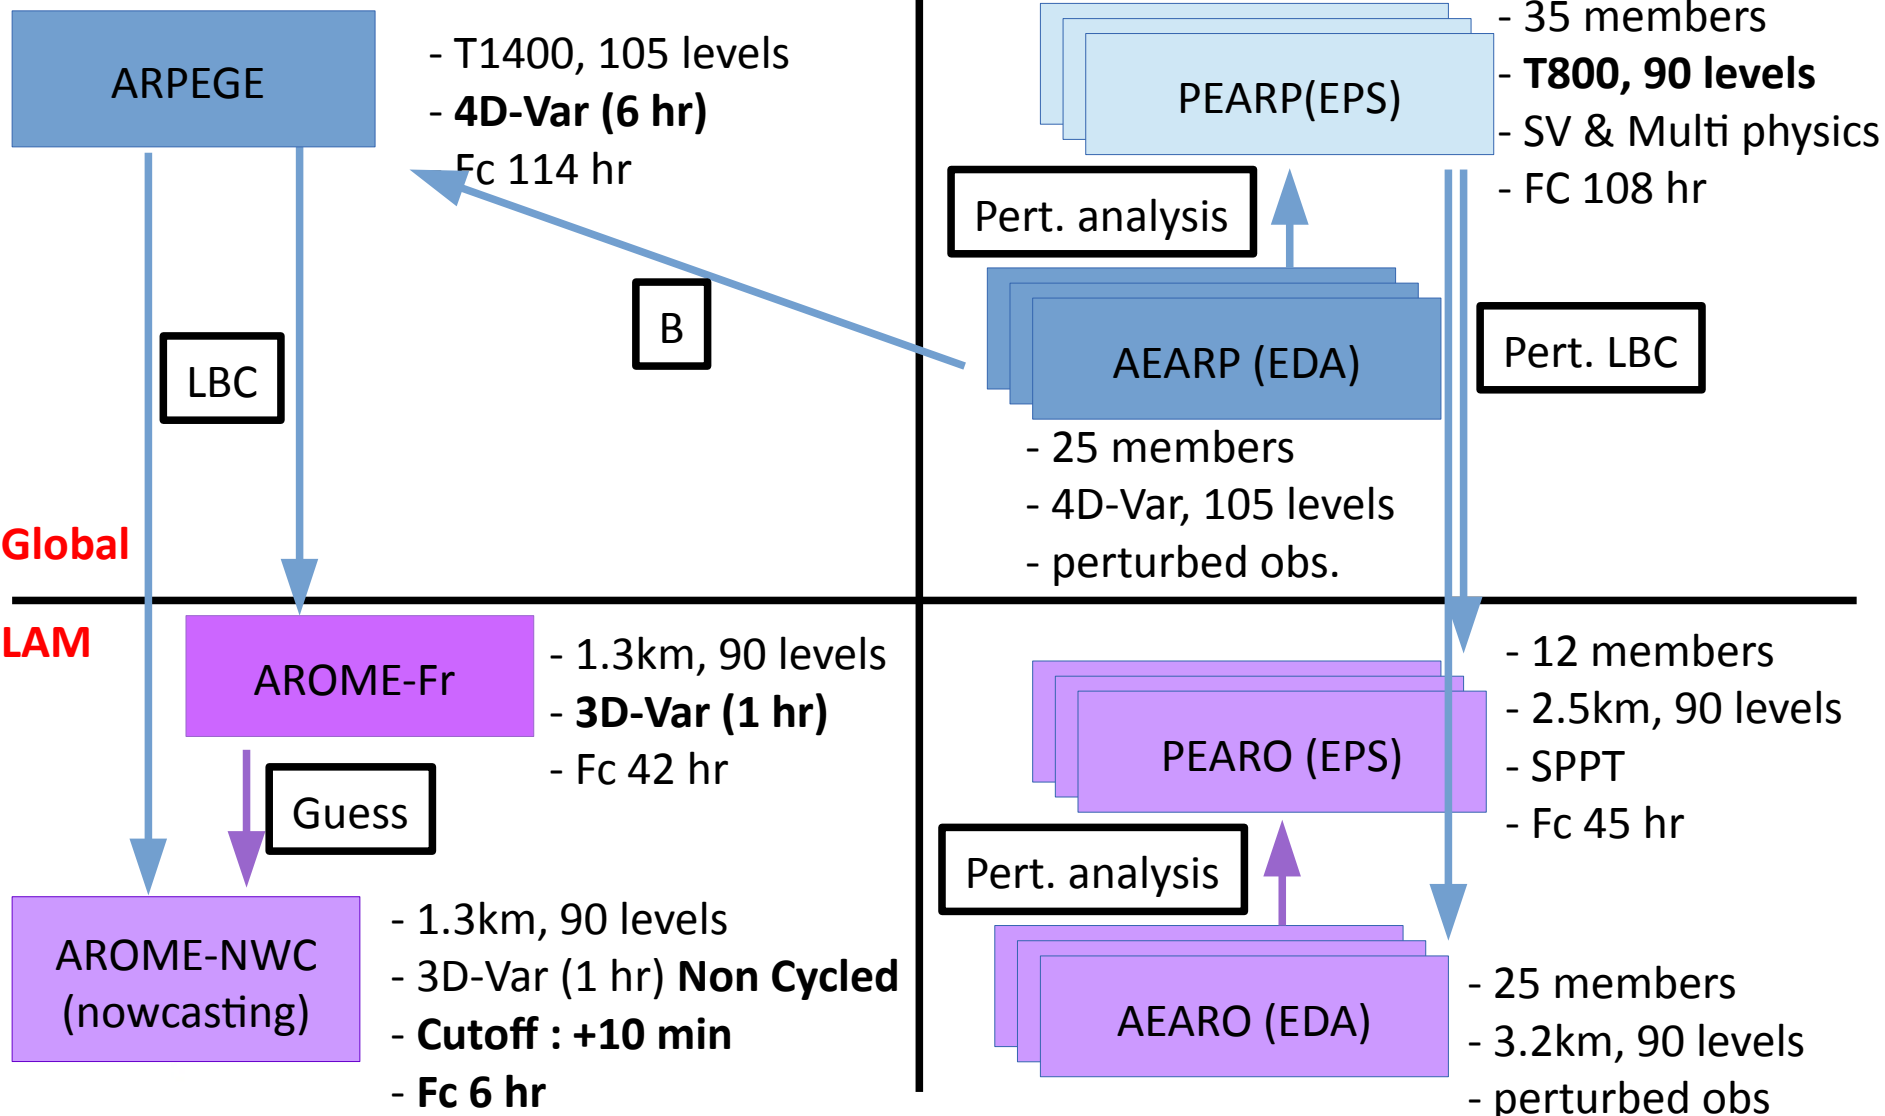 ARPEGE
- T1400, 105 levels
- 4D-Var (6 hr)
- Fc 114 hr
LBC
B
Global
PEARP(EPS)
- 35 members
- T800, 90 levels
- SV & Multi physics
- FC 108 hr
Pert. analysis
AEARP (EDA)
Pert. LBC
- 25 members
- 4D-Var, 105 levels
- perturbed obs.
LAM
AROME-Fr
- 1.3km, 90 levels
- 3D-Var (1 hr)
- Fc 42 hr
Guess
AROME-NWC
(nowcasting)
- 1.3km, 90 levels
- 3D-Var (1 hr) Non Cycled
- Cutoff : +10 min
- Fc 6 hr
PEARO (EPS)
- 12 members
- 2.5km, 90 levels
- SPPT
- Fc 45 hr
Pert. analysis
AEARO (EDA)
- 25 members
- 3.2km, 90 levels
- perturbed obs